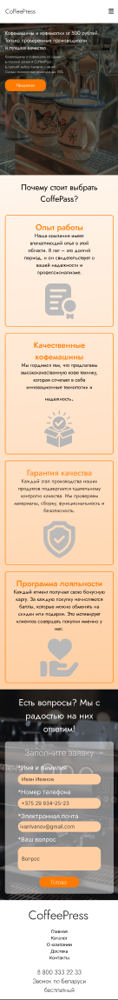 CoffeePress
Кофемашины и кофемолки от 500 рублей.
Только проверенные производители
и лучшее качество.
Кофемашины и кофемолки
CoffeePress
Опыт работы
Почему стоит выбрать
CoffePass?
Наша компания имеет
впечатляющий опыт в этой
области. 8 лет – это долгий
период, и он свидетельствует о
вашей надежности и
профессионализме.
Качественные
кофемашины
Мы гордимся тем, что предлагаем
высококачественную кофе технику,
которая сочетает в себе
инновационные технологии и
надежность.
Гарантия качества
Каждый этап производства наших
продуктов подвергается тщательному
контролю качества. Мы проверяем
материалы, сборку, функциональность и
безопасность.
Программа лояльности
Каждый клиент получает свою бонусную
карту. За каждую покупку начисляются
баллы, которые можно обменять на
скидки или подарки. Это мотивирует
клиентов совершать покупки именно у
нас.
Есть вопросы? Мы с
радостью на них
ответим!
Заполните заявку
*Имя и фамилия
Иван Иванов
*Номер телефона
+375 29 934-25-23
*Электронная почта
ivanivanov@gmail.com
*Ваш вопрос
Вопрос
Готово
CoffeePress
Главная
Каталог
О компании
Доставка
Контакты
8 800 333 22 33
Звонок по Беларуси
бесплатный